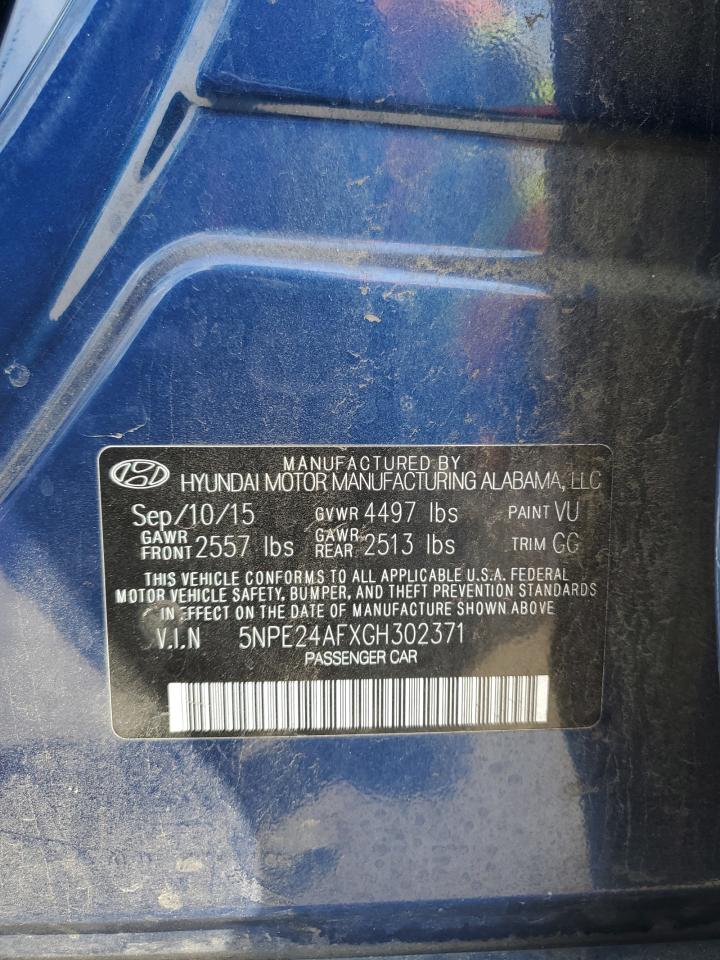 MANUFACTURED BY
HYUNDAI MOTOR MANUFACTURING ALABAMA, LLC
Sep/10/15 GVWR 4497 lbs PAINT VU
GAWR FRONT 2557 lbs GAWR REAR 2513 lbs TRIM GG
THIS VEHICLE CONFORMS TO ALL APPLICABLE U.S.A. FEDERAL
MOTOR VEHICLE SAFETY, BUMPER, AND THEFT PREVENTION STANDARDS
IN EFFECT ON THE DATE OF MANUFACTURE SHOWN ABOVE
V.I.N 5NPE24AFXGH302371
PASSENGER CAR